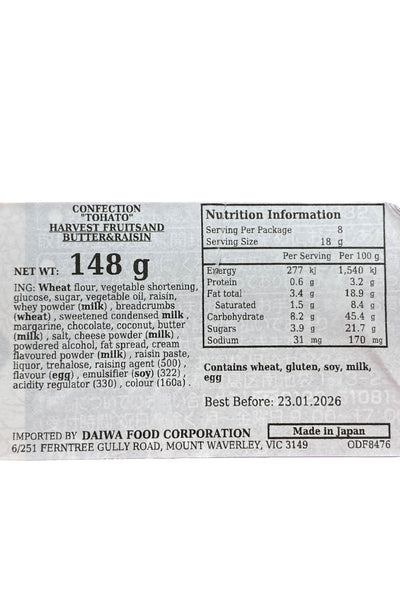 CONFECTION
"TOHATO"
HARVEST FRUITSAND
BUTTER&RAISIN
NET WT: 148 g
ING: Wheat flour, vegetable shortening,
glucose, sugar, vegetable oil, raisin,
whey powder (milk) , breadcrumbs
(wheat) , sweetened condensed milk ,
margarine, chocolate, coconut, butter
(milk) , salt, cheese powder (milk) ,
powdered alcohol, fat spread, cream
flavoured powder (milk) , raisin paste,
liquor, trehalose, raising agent (500) ,
flavour (egg) , emulsifier (soy) (322) ,
acidity regulator (330) , colour (160a) .
Nutrition Information
Serving Per Package 8
Serving Size 18 g
Per Serving Per 100 g
Energy 277 kj 1,540 kj
Protein 0.6 g 3.2 g
Fat total 3.4 g 18.9 g
Saturated 1.5 g 8.4 g
Carbohydrate 8.2 g 45.4 g
Sugars 3.9 g 21.7 g
Sodium 31 mg 170 mg
Contains wheat, gluten, soy, milk,
egg
Best Before: 23.01.2026
IMPORTED BY DAIWA FOOD CORPORATION
Made in Japan
6/251 FERNTREE GULLY ROAD, MOUNT WAVERLEY, VIC 3149 ODF8476